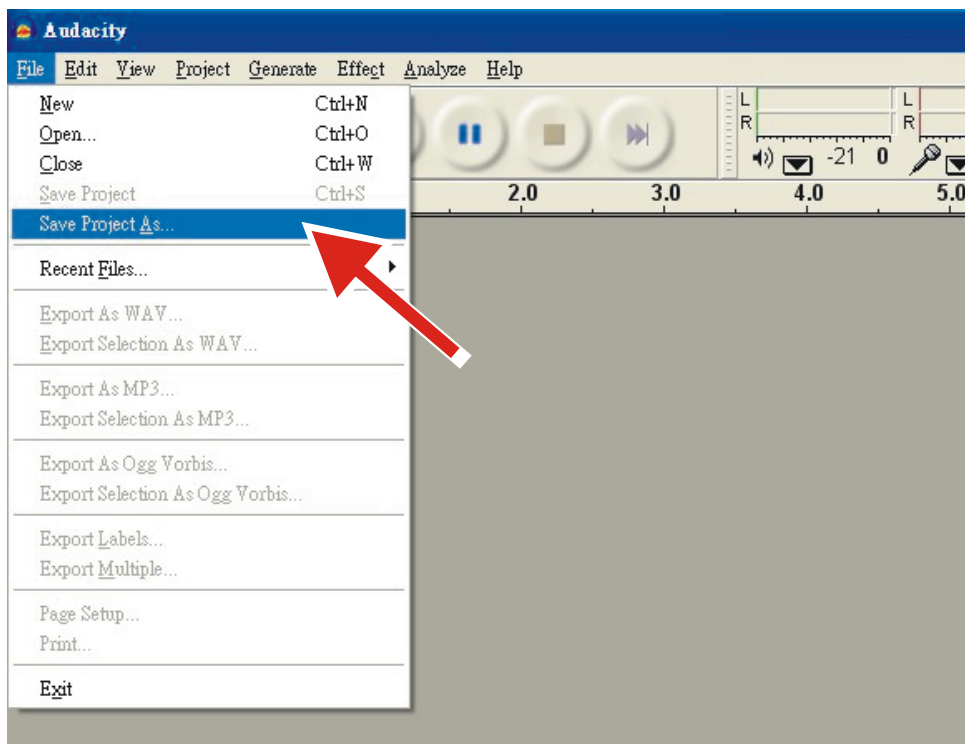 Audacity
File Edit View Project Generate Effect Analyze Help
New Ctrl+N
Open... Ctrl+O
Close Ctrl+W
Save Project Ctrl+S
Save Project As...
Recent Files...
Export As WAV...
Export Selection As WAV...
Export As MP3...
Export Selection As MP3...
Export As Ogg Vorbis...
Export Selection As Ogg Vorbis...
Export Labels...
Export Multiple...
Page Setup...
Print...
Exit
L L
R R
-21 0
2.0 3.0 4.0 5.0